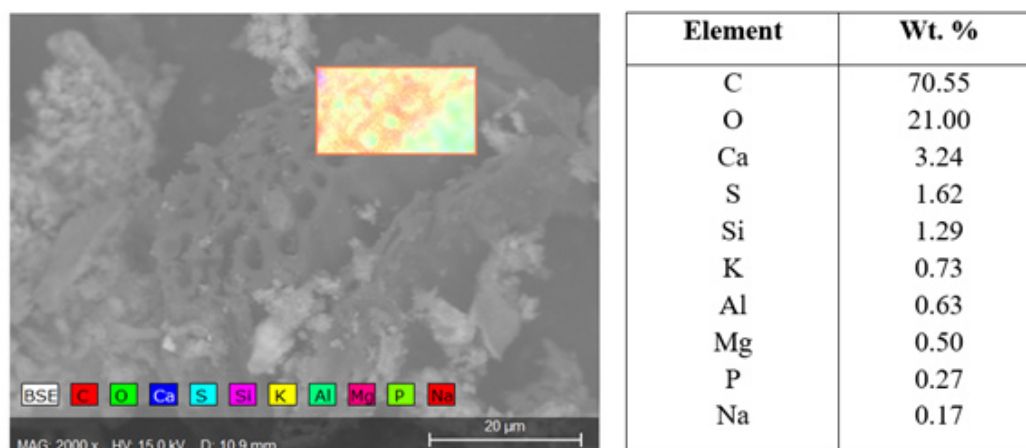 BSE C O Ca S Si K Al Mg P Na
20 µm
MAG: 2000 x HV: 15.0 kV D: 10.9 mm
Element Wt. %
C 70.55
O 21.00
Ca 3.24
S 1.62
Si 1.29
K 0.73
Al 0.63
Mg 0.50
P 0.27
Na 0.17